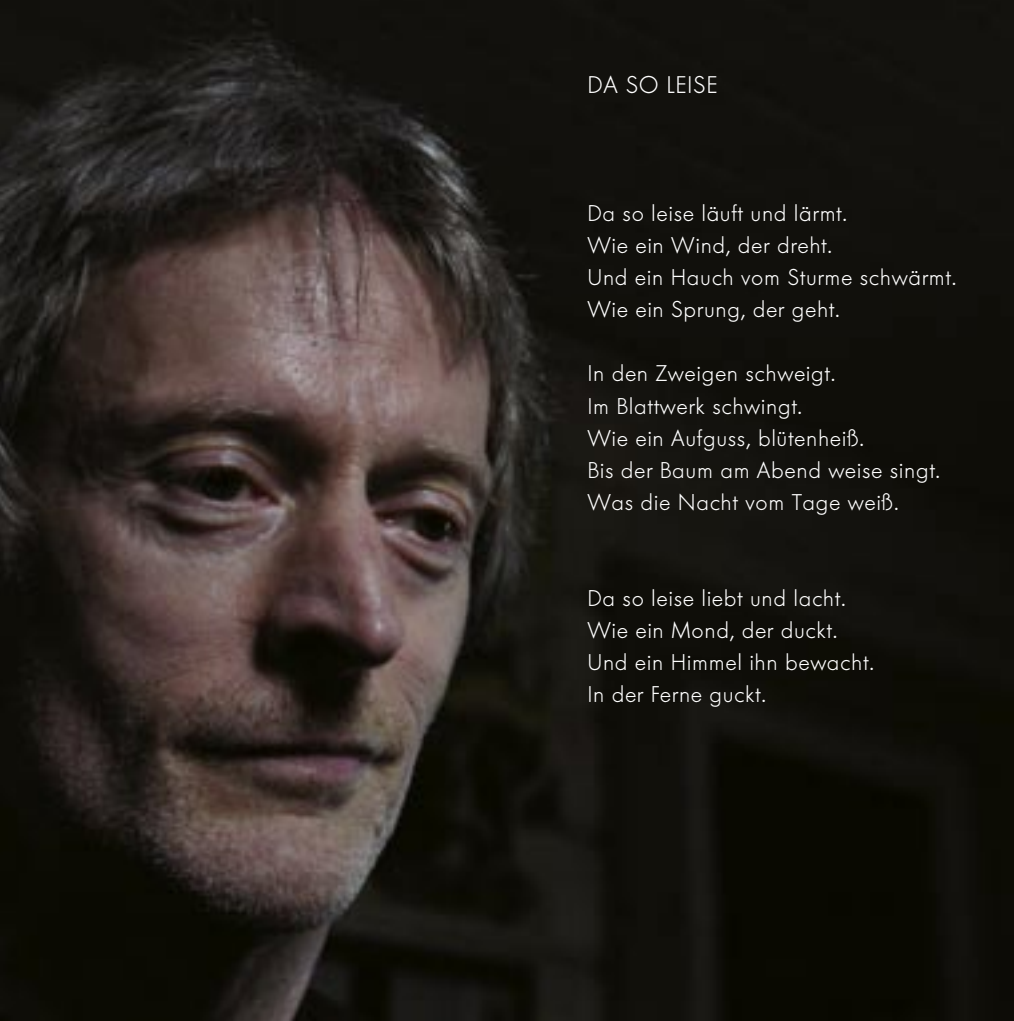 DA SO LEISE
Da so leise läuft und lärmt.
Wie ein Wind, der dreht.
Und ein Hauch vom Sturme schwärmt.
Wie ein Sprung, der geht.
In den Zweigen schweigt.
Im Blattwerk schwingt.
Wie ein Aufguss, blütenheiß.
Bis der Baum am Abend weise singt.
Was die Nacht vom Tage weiß.
Da so leise liebt und lacht.
Wie ein Mond, der duckt.
Und ein Himmel ihn bewacht.
In der Ferne guckt.